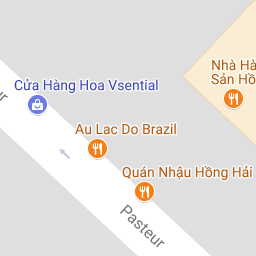 Nhà Hà
Sản Hồ
Cửa Hàng Hoa Vsential
Au Lac Do Brazil
Quán Nhậu Hồng Hải
Pasteur